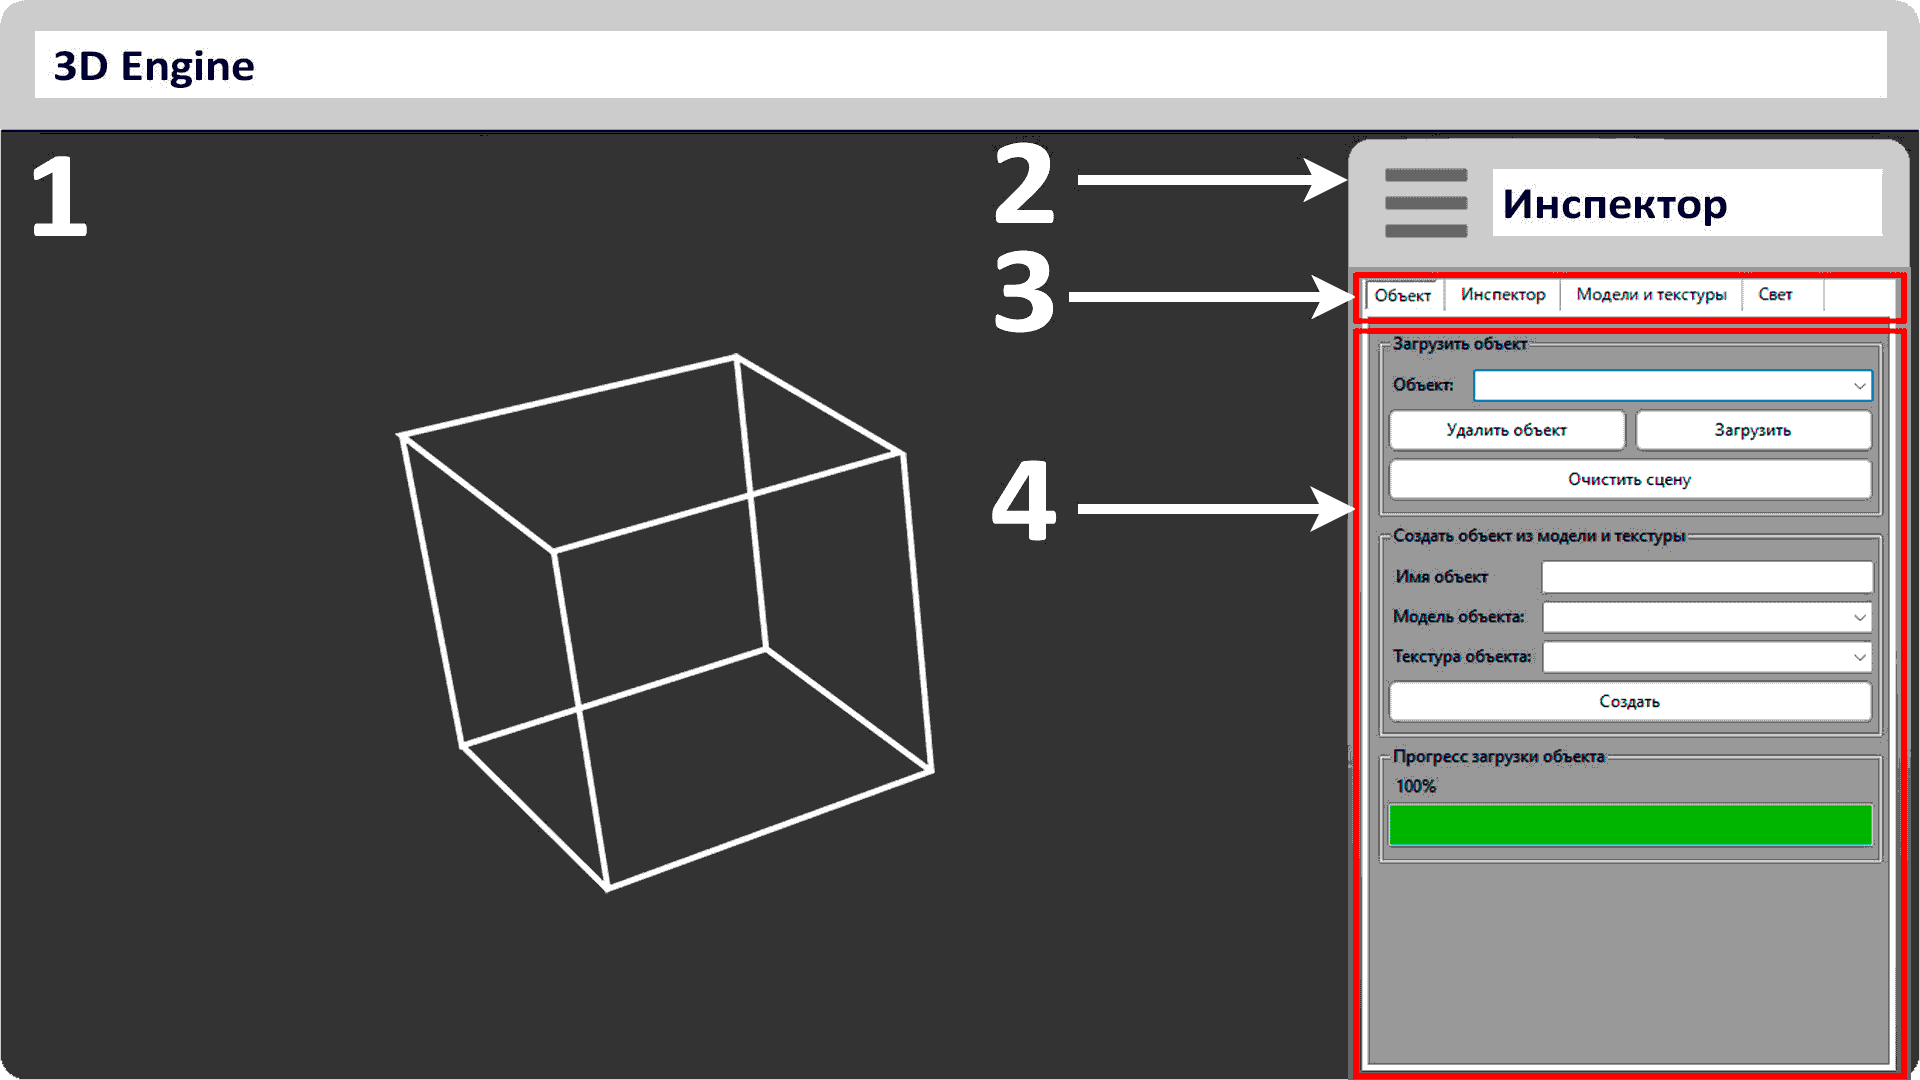 3D Engine
1
2
Инспектор
3
Объект Инспектор Модели и текстуры Свет
Загрузить объект
Объект:
Удалить объект Загрузить
4
Очистить сцену
Создать объект из модели и текстуры
Имя объект
Модель объекта:
Текстура объекта:
Создать
Прогресс загрузки объекта
100%